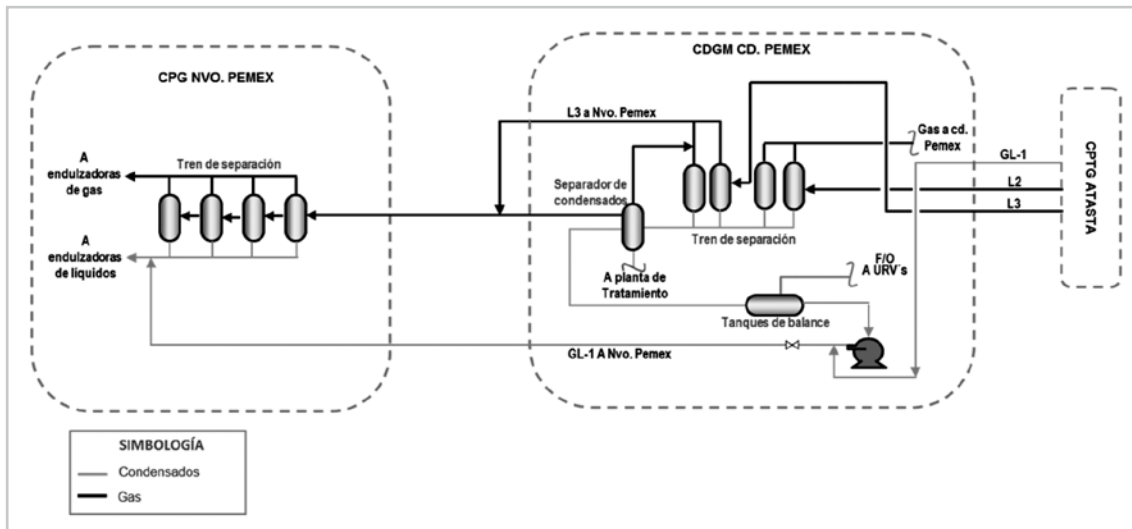 CPG NVO. PEMEX
CDGM CD. PEMEX
L3 a Nvo. Pemex
Gas a cd.
Pemex
GL-1
L2
L3
CPTG ATASTA
A
endulzadoras
de gas
Tren de separación
Separador de
condensados
Tren de separación
A
endulzadoras
de líquidos
A planta de
Tratamiento
F/O
A URV´s
Tanques de balance
GL-1 A Nvo. Pemex
SIMBOLOGÍA
Condensados
Gas